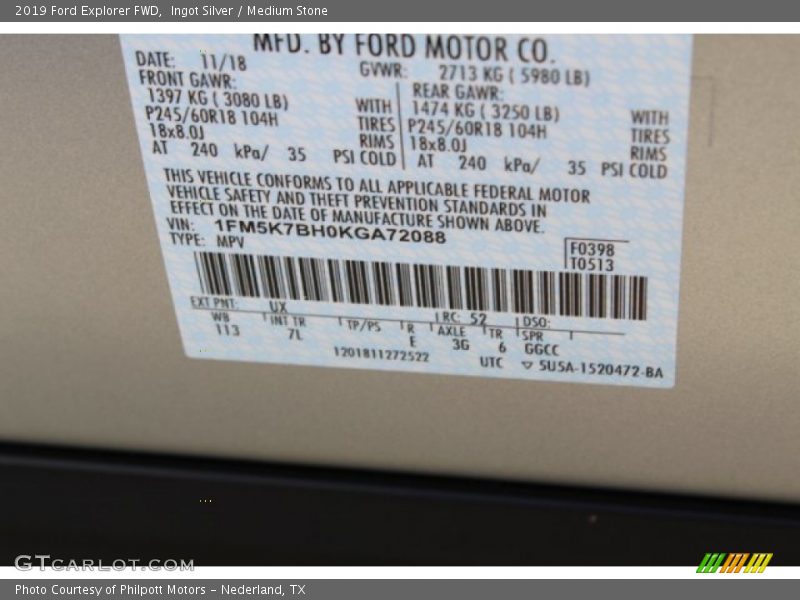 2019 Ford Explorer FWD,  Ingot Silver / Medium Stone
MFD. BY FORD MOTOR CO.
DATE: 11/18 GVWR: 2713 KG ( 5980 LB)
FRONT GAWR: REAR GAWR:
1397 KG ( 3080 LB) WITH 1474 KG ( 3250 LB) WITH
P245/60R18 104H TIRES P245/60R18 104H TIRES
18x8.0J RIMS 18x8.0J RIMS
AT 240 kPa/ 35 PSI COLD AT 240 kPa/ 35 PSI COLD
THIS VEHICLE CONFORMS TO ALL APPLICABLE FEDERAL MOTOR
VEHICLE SAFETY AND THEFT PREVENTION STANDARDS IN
EFFECT ON THE DATE OF MANUFACTURE SHOWN ABOVE.
VIN: 1FM5K7BH0KGA72088
TYPE: MPV
F0398
T0513
EXT PNT: UX RC: 52 DSO:
WB INT TR TP/PS R AXLE TR SPR
113 7L E 3G 6 GGCC
1201811272522 UTC ▽ 5U5A-1520472-BA
GTCARLOT.COM
Photo Courtesy of Philpott Motors - Nederland, TX